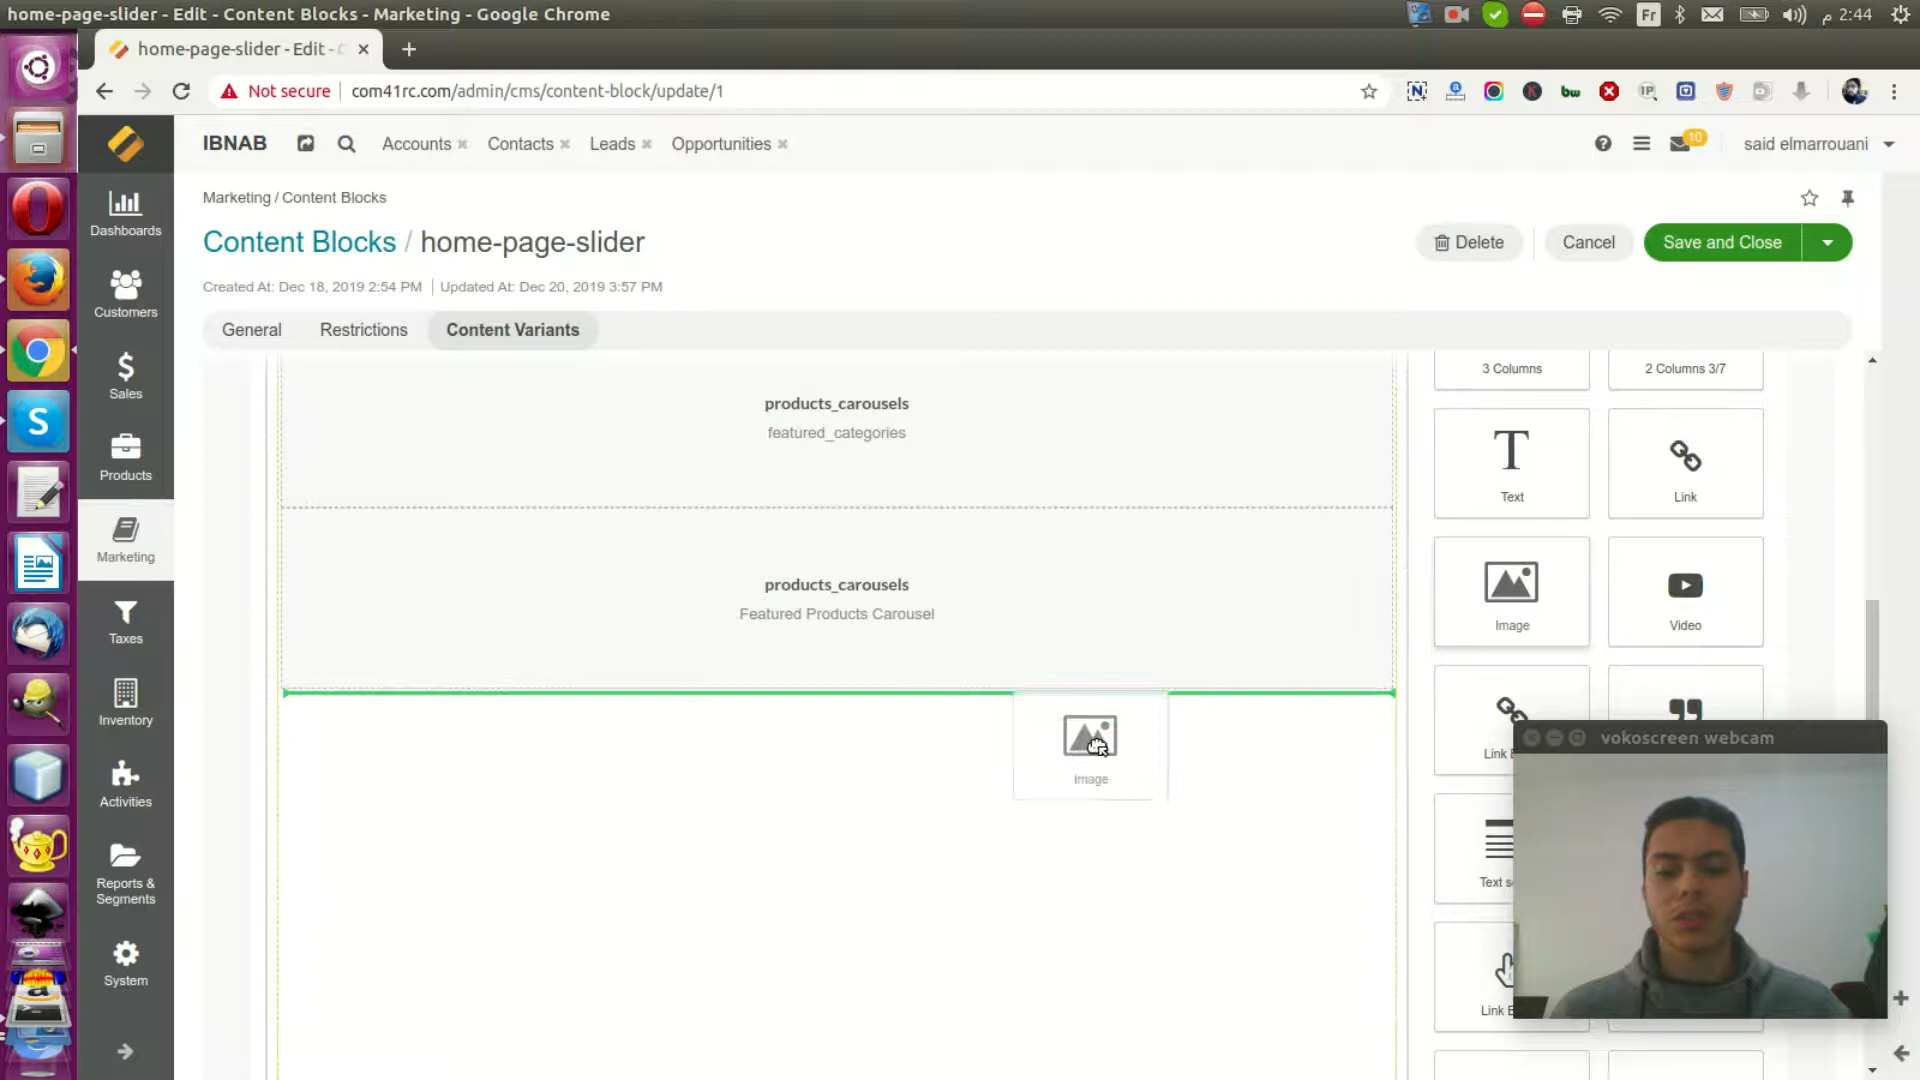 home-page-slider - Edit - Content Blocks - Marketing - Google Chrome
Fr
م 2:44
home-page-slider - Edit -
Not secure
com41rc.com/admin/cms/content-block/update/1
IBNAB
Accounts
Contacts
Leads
Opportunities
10
said elmarrouani
Marketing / Content Blocks
Content Blocks / home-page-slider
Delete
Cancel
Save and Close
Created At: Dec 18, 2019 2:54 PM
Updated At: Dec 20, 2019 3:57 PM
General
Restrictions
Content Variants
Dashboards
Customers
Sales
Products
Marketing
Taxes
Inventory
Activities
Reports &
Segments
System
products_carousels
featured_categories
products_carousels
Featured Products Carousel
Image
3 Columns
2 Columns 3/7
Text
Link
Image
Video
Link
Text s
Link
vokoscreen webcam